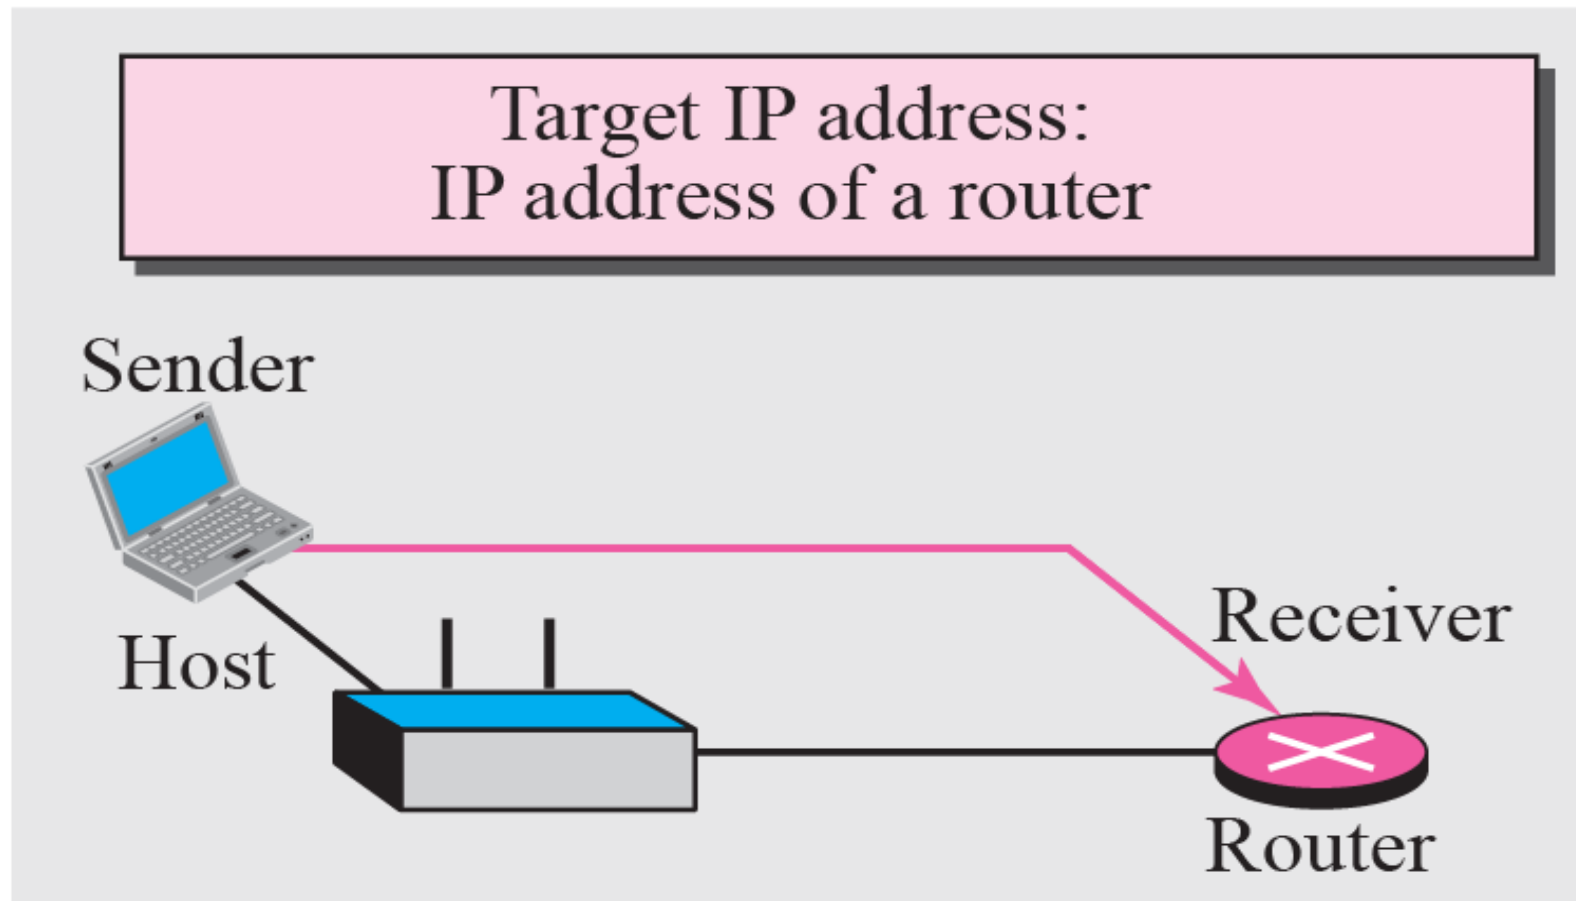 Target IP address:
IP address of a router
Sender
Host
Receiver
Router